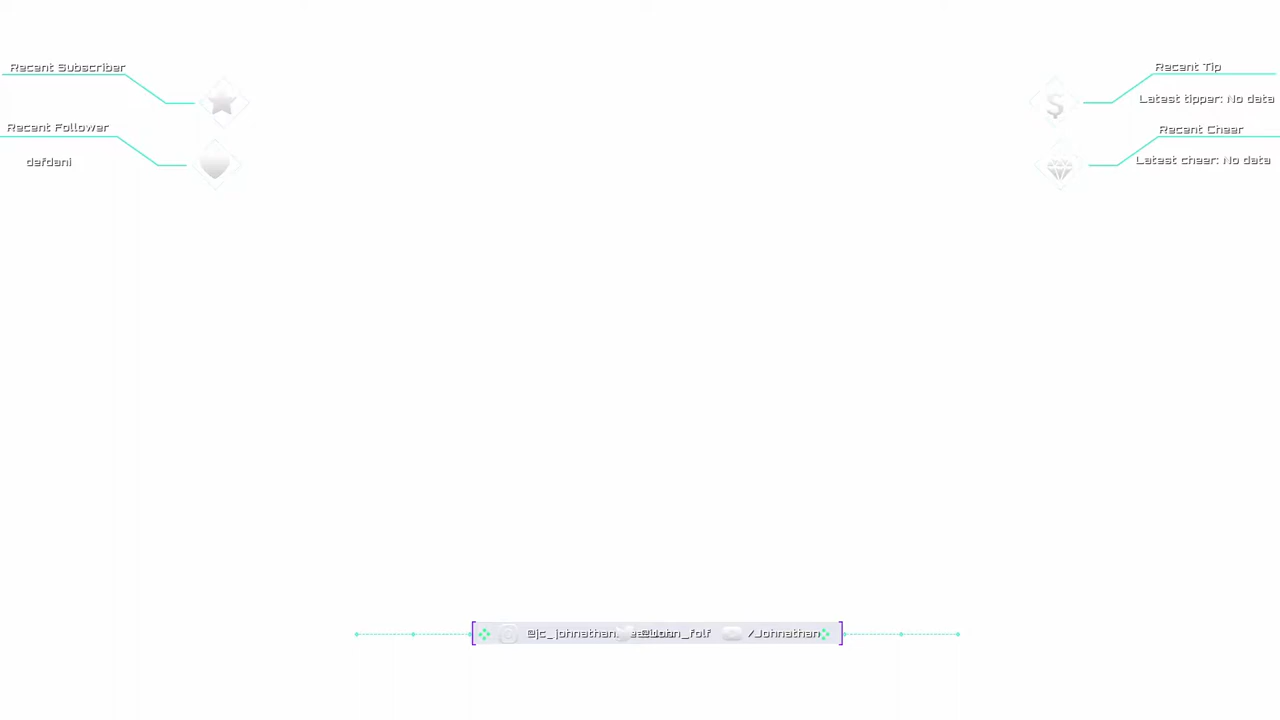 Recent Subscriber
Recent Follower
defdani
Recent Tip
Latest tipper: No data
Recent Cheer
Latest cheer: No data
@jc_johnathan /Johnathan